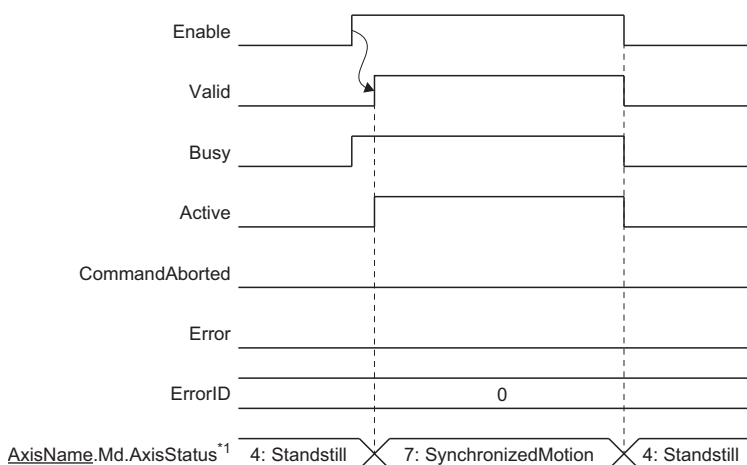 Enable
Valid
Busy
Active
CommandAborted
Error
ErrorID 0
AxisName.Md.AxisStatus*1 4: Standstill 7: SynchronizedMotion 4: Standstill